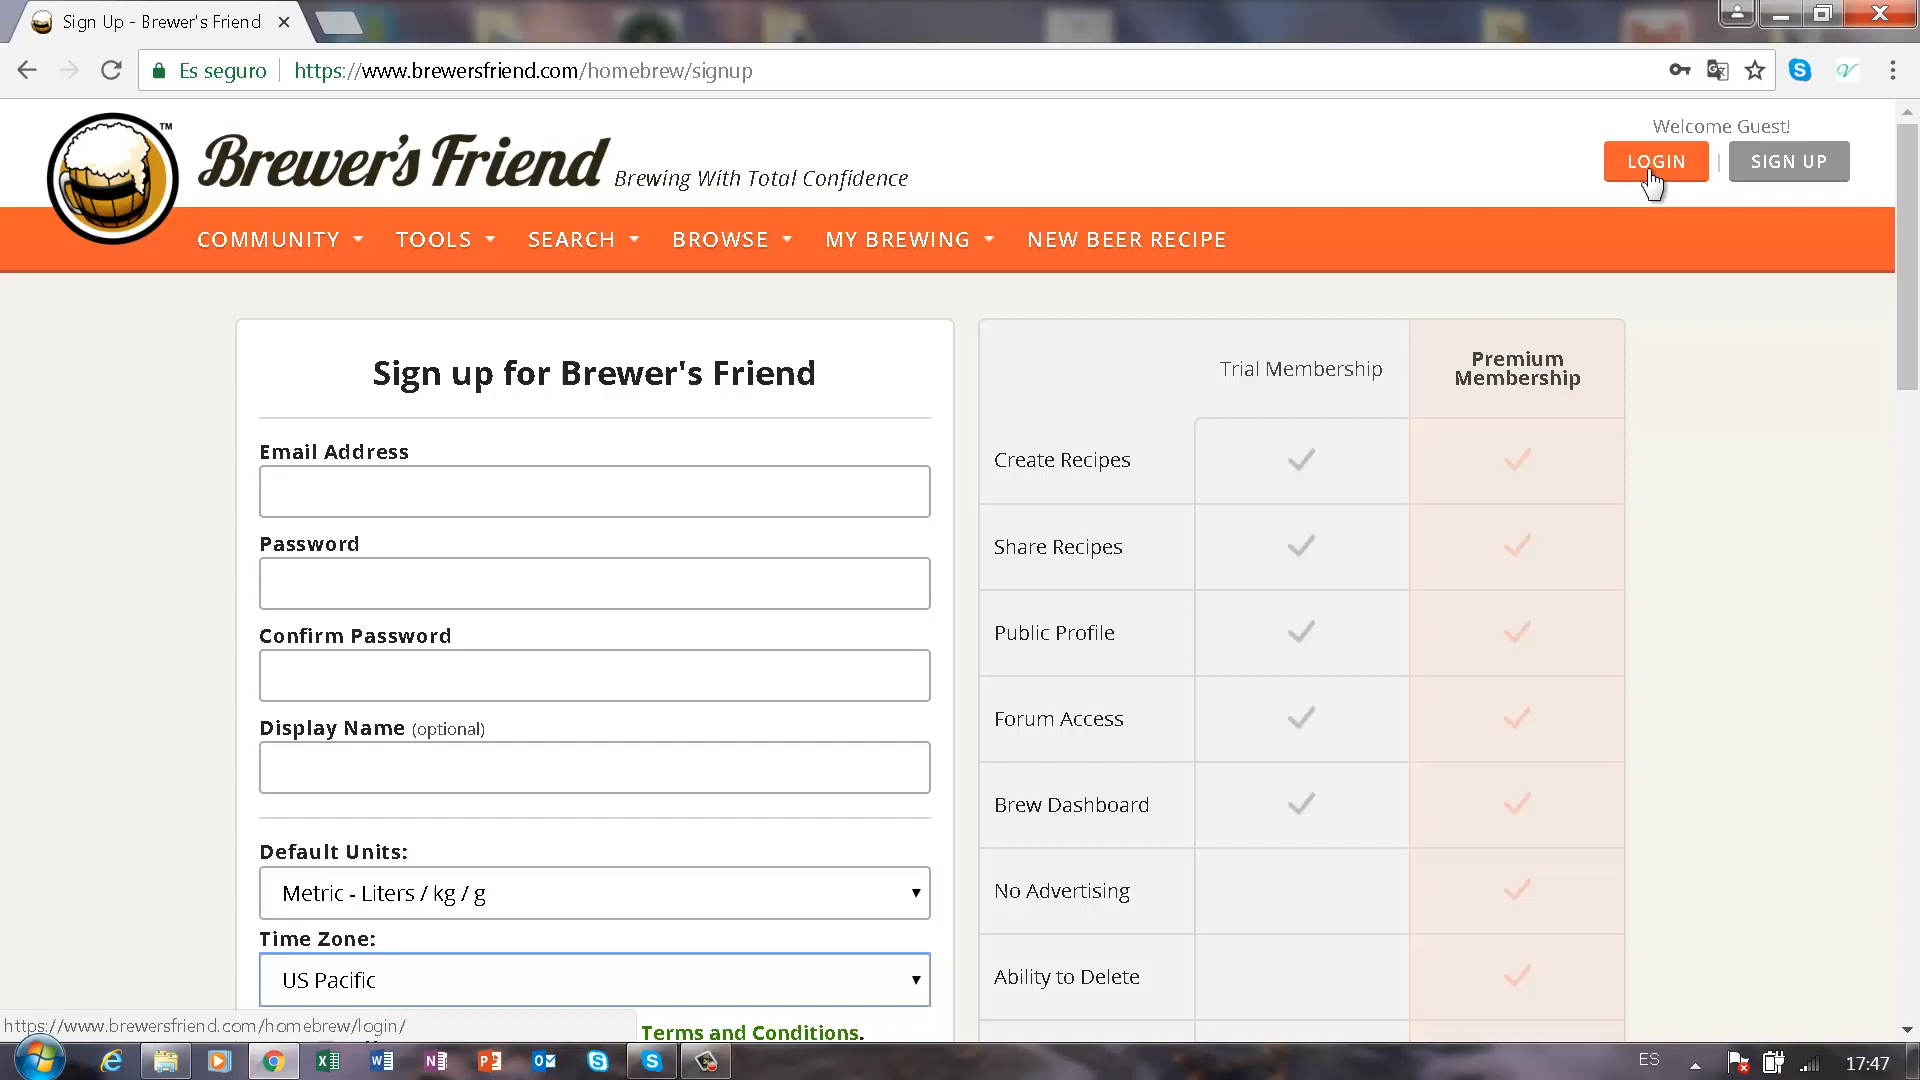 Sign Up - Brewer's Friend
Es seguro
https://www.brewersfriend.com/homebrew/signup
Welcome Guest!
Brewer's Friend
™
Brewing With Total Confidence
LOGIN | SIGN UP
COMMUNITY TOOLS SEARCH BROWSE MY BREWING NEW BEER RECIPE
Sign up for Brewer's Friend
Email Address
Password
Confirm Password
Display Name (optional)
Default Units:
Metric - Liters / kg / g
Time Zone:
US Pacific
Terms and Conditions.
Trial Membership
Premium
Membership
Create Recipes
Share Recipes
Public Profile
Forum Access
Brew Dashboard
No Advertising
Ability to Delete
https://www.brewersfriend.com/homebrew/login/
ES
17:47